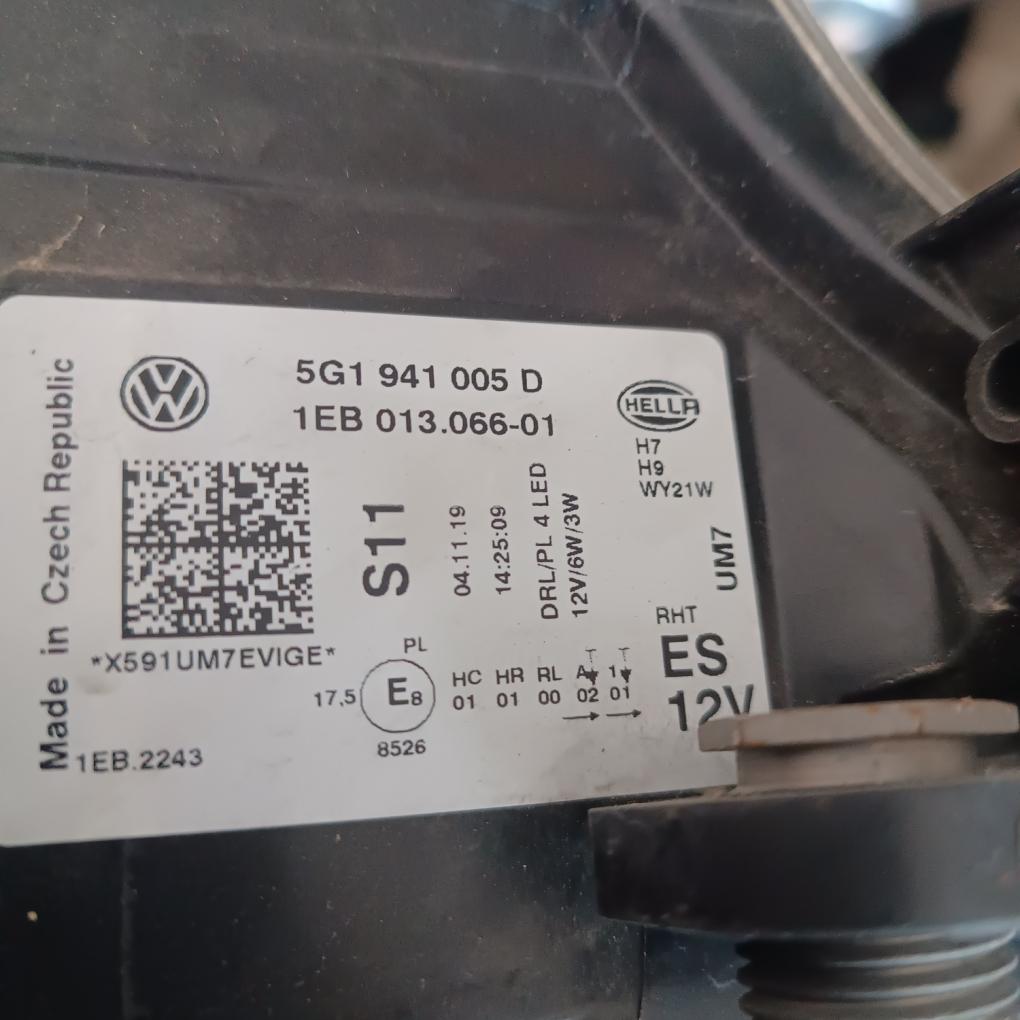 Made in Czech Republic
5G1 941 005 D
1EB 013.066-01
HELLA
H7
H9
WY21W
S11
04.11.19
14:25:09
DRL/PL 4 LED
12V/6W/3W
UM7
RHT
ES
12V
*X591UM7EVIGE*
PL
17,5
E8
8526
HC HR RL A 1
01 01 00 02 01
T T
1EB.2243